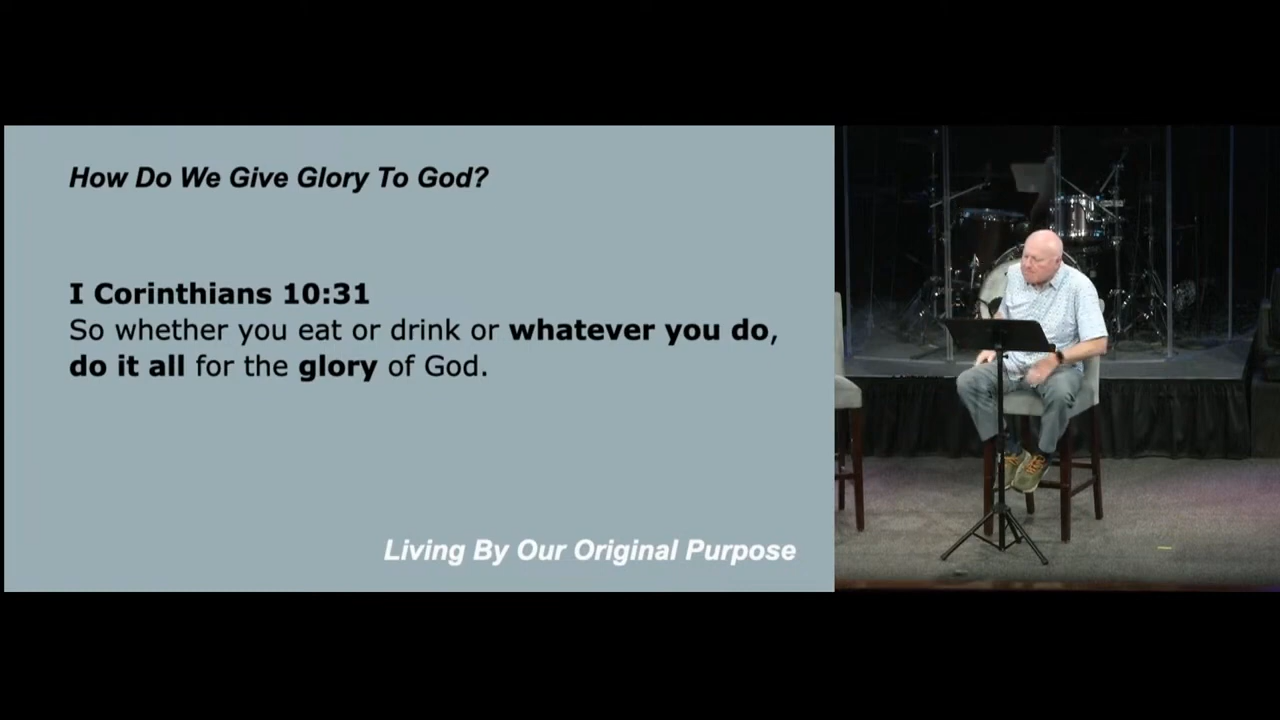 How Do We Give Glory To God?
I Corinthians 10:31
So whether you eat or drink or whatever you do,
do it all for the glory of God.
Living By Our Original Purpose